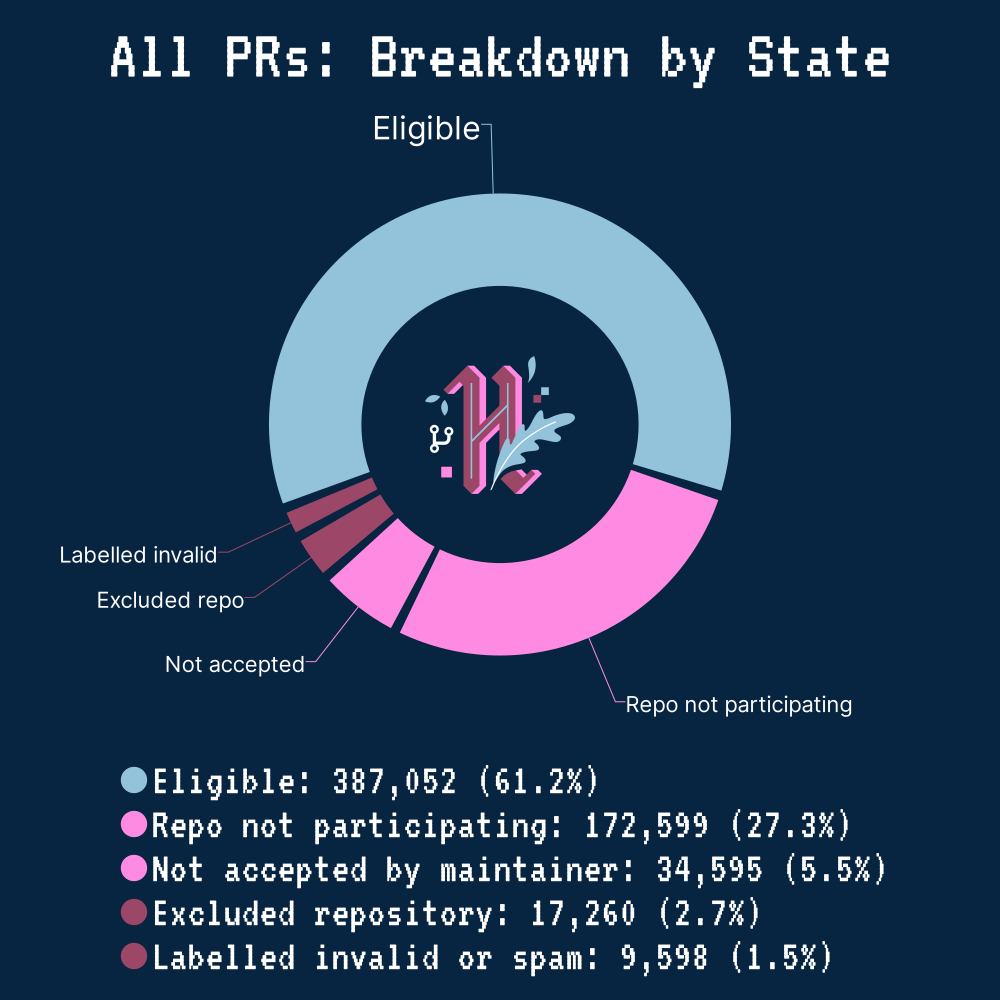 All PRs: Breakdown by State
Eligible
Labelled invalid
Excluded repo
Not accepted
Repo not participating
Eligible: 387,052 (61.2%)
Repo not participating: 172,599 (27.3%)
Not accepted by maintainer: 34,595 (5.5%)
Excluded repository: 17,260 (2.7%)
Labelled invalid or spam: 9,598 (1.5%)